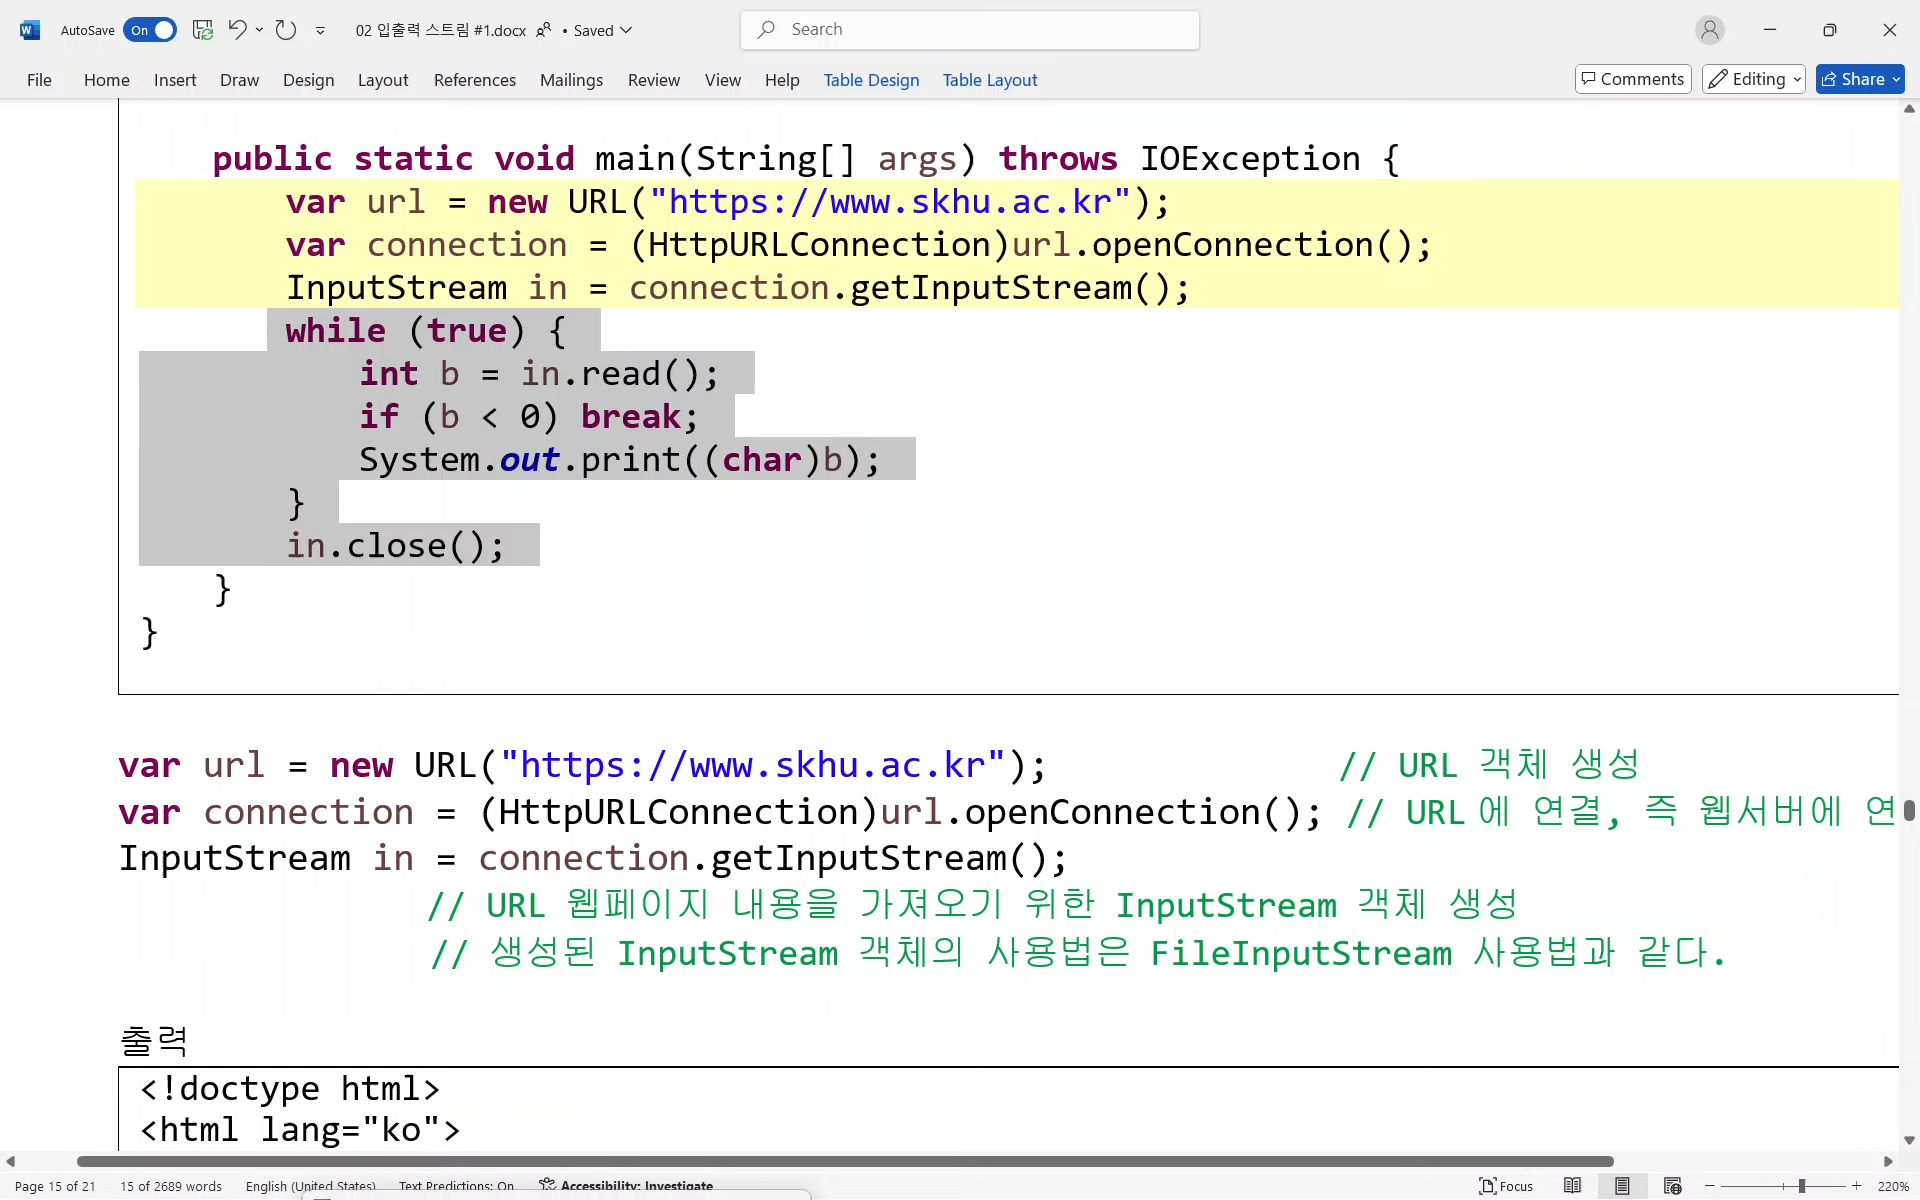 AutoSave On 02 입출력 스트림 #1.docx • Saved Search
File Home Insert Draw Design Layout References Mailings Review View Help Table Design Table Layout Comments Editing Share
public static void main(String[] args) throws IOException {
var url = new URL("https://www.skhu.ac.kr");
var connection = (HttpURLConnection)url.openConnection();
InputStream in = connection.getInputStream();
while (true) {
int b = in.read();
if (b < 0) break;
System.out.print((char)b);
}
in.close();
}
}
var url = new URL("https://www.skhu.ac.kr"); // URL 객체 생성
var connection = (HttpURLConnection)url.openConnection(); // URL에 연결, 즉 웹서버에 연
InputStream in = connection.getInputStream();
// URL 웹페이지 내용을 가져오기 위한 InputStream 객체 생성
// 생성된 InputStream 객체의 사용법은 FileInputStream 사용법과 같다.
출력
<!doctype html>
<html lang="ko">
Page 15 of 21 15 of 2689 words English (United States) Text Predictions: On Accessibility: Investigate Focus 220%